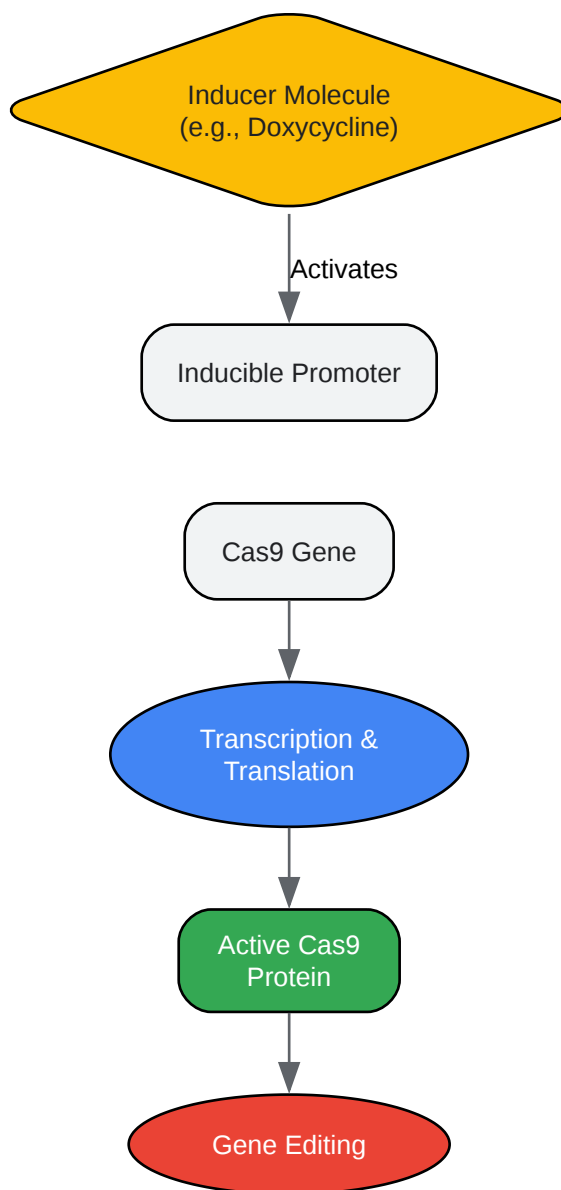 Inducer Molecule
(e.g., Doxycycline)
Activates
Inducible Promoter
Cas9 Gene
Transcription &
Translation
Active Cas9
Protein
Gene Editing